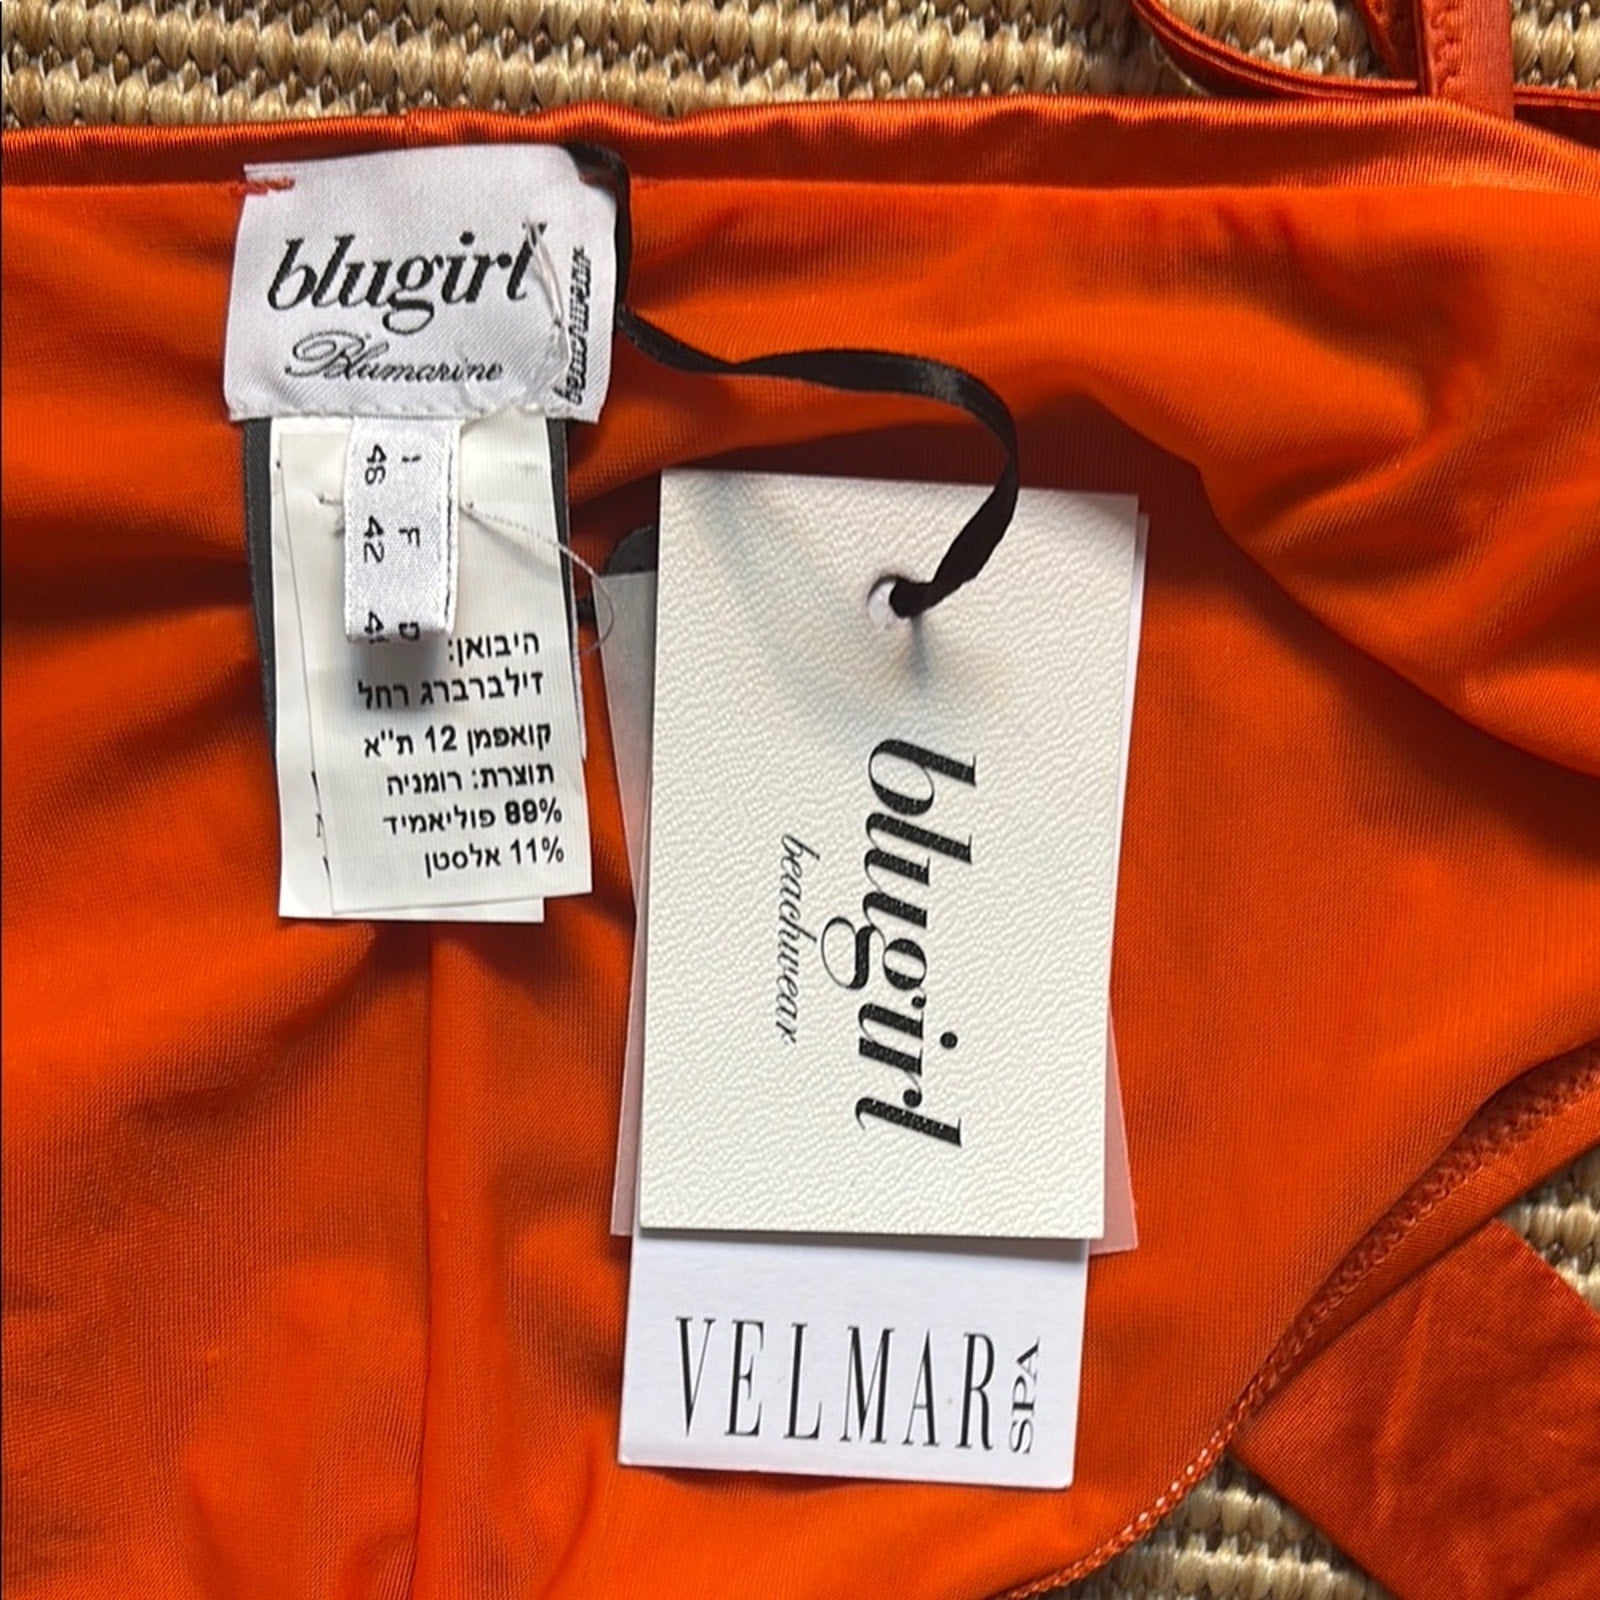 blugirl
Blumarine
beachwear
I F D
46 42
היבואן:
זילברברג רחל
קואפמן 12 ת"א
תוצרת: רומניה
89% פוליאמיד
11% אלסטן
blugirl
beachwear
VELMAR SPA